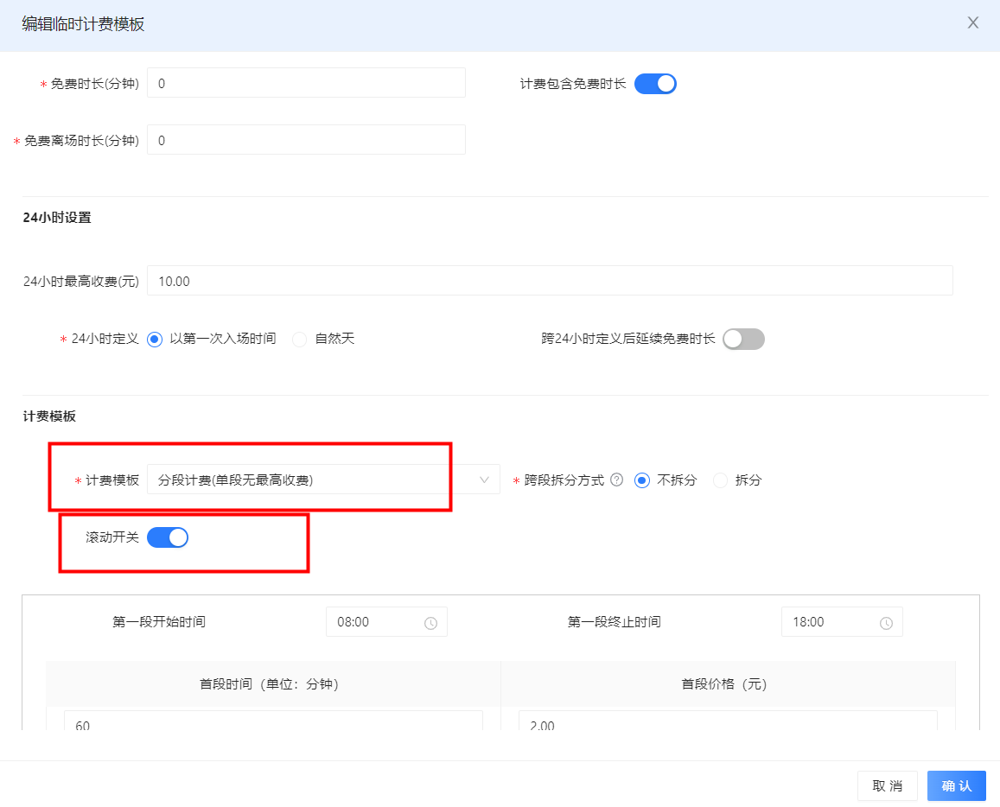 编辑临时计费模板
* 免费时长(分钟) 0 计费包含免费时长
* 免费离场时长(分钟) 0
24小时设置
24小时最高收费(元) 10.00
* 24小时定义 以第一次入场时间 自然天 跨24小时定义后延续免费时长
计费模板
* 计费模板 分段计费(单段无最高收费) * 跨段拆分方式 ? 不拆分 拆分
滚动开关
第一段开始时间 08:00 第一段终止时间 18:00
首段时间（单位：分钟） 首段价格（元）
60 2.00
取 消 确 认